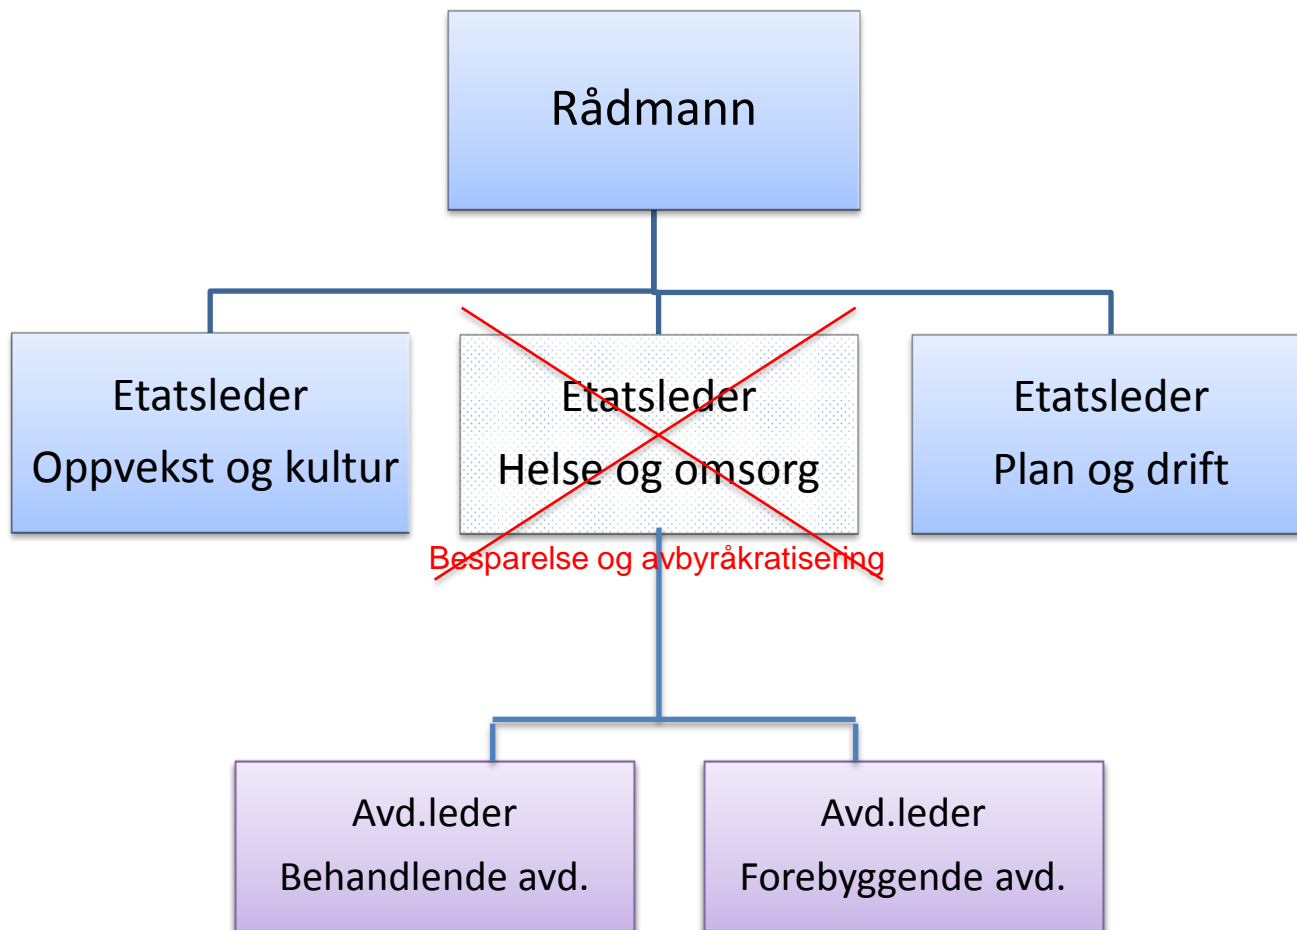 Rådmann
Etatsleder
Oppvekst og kultur
Etatsleder
Helse og omsorg
Etatsleder
Plan og drift
Besparelse og avbyråkratisering
Avd.leder
Behandlende avd.
Avd.leder
Forebyggende avd.